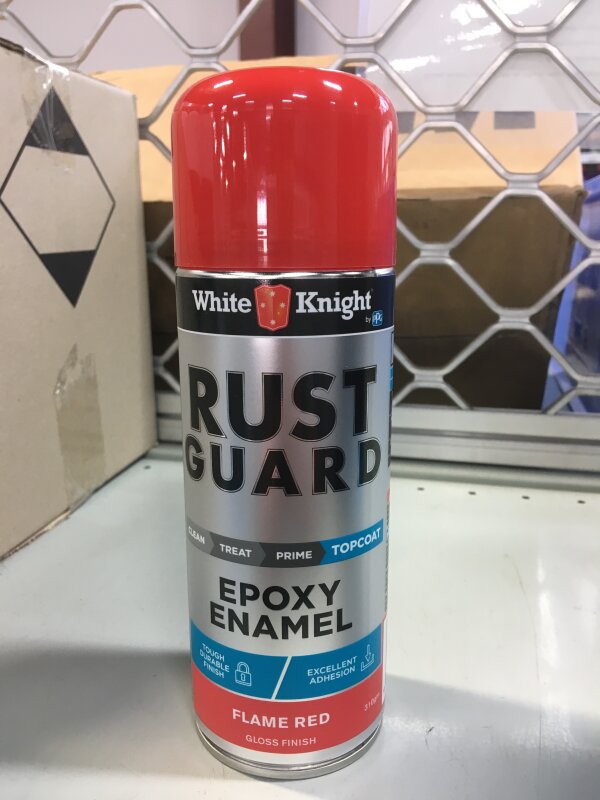 White Knight
by PPG
RUST
GUARD
CLEAN TREAT PRIME TOPCOAT
EPOXY
ENAMEL
TOUGH
DURABLE
FINISH
EXCELLENT
ADHESION
310gm
FLAME RED
GLOSS FINISH